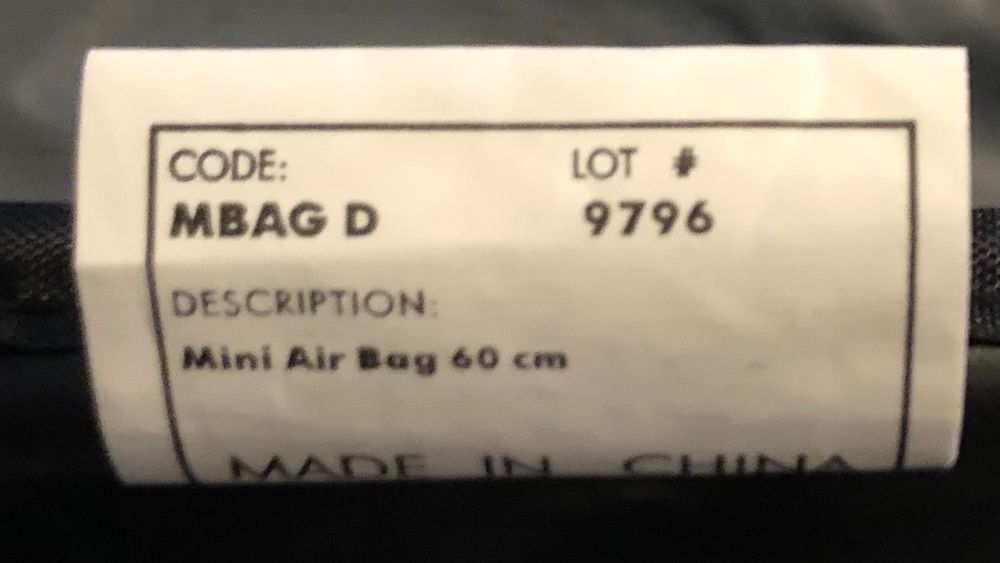 CODE: LOT #
MBAG D 9796
DESCRIPTION:
Mini Air Bag 60 cm
MADE IN CHINA